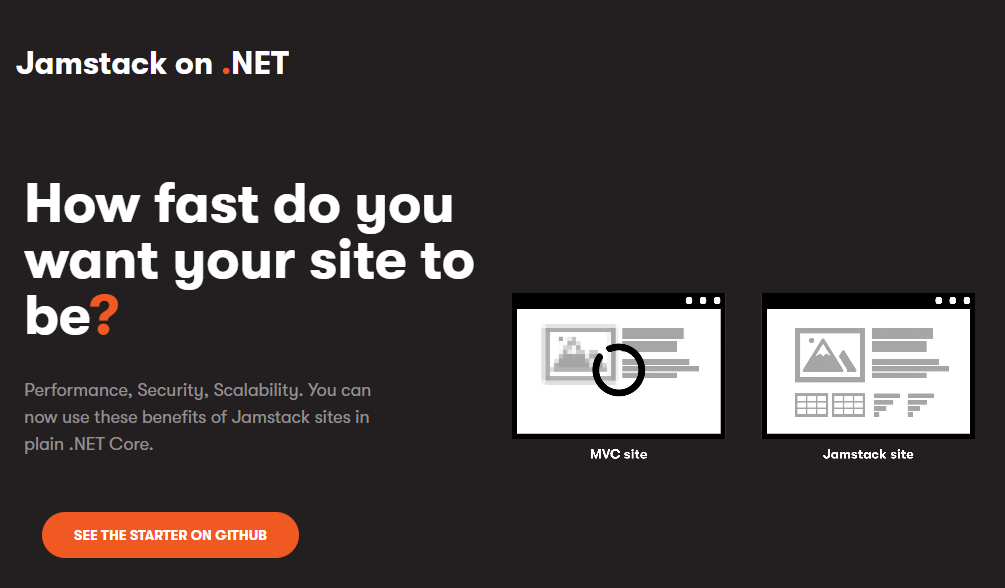 Jamstack on .NET
How fast do you
want your site to
be?
Performance, Security, Scalability. You can
now use these benefits of Jamstack sites in
plain .NET Core.
MVC site
Jamstack site
SEE THE STARTER ON GITHUB